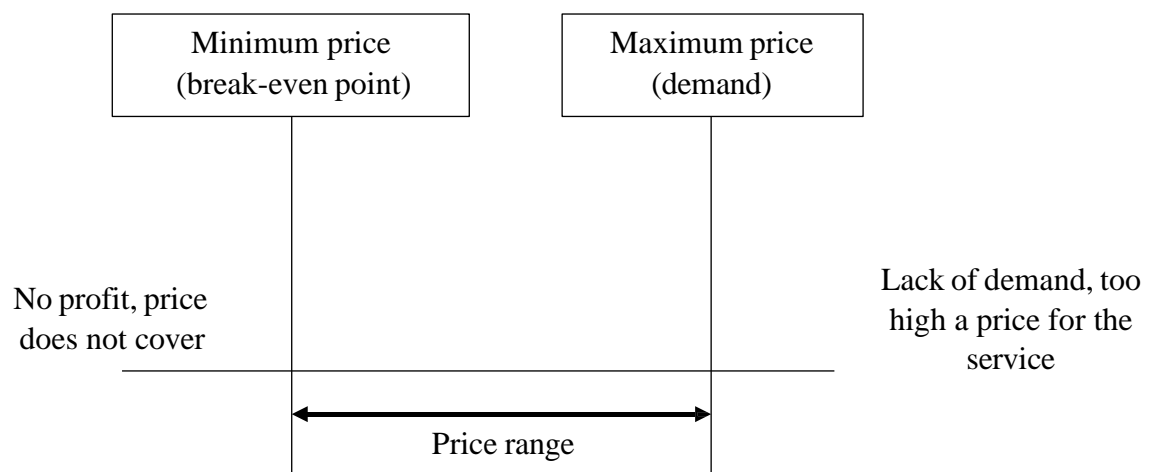 Minimum price
(break-even point)
Maximum price
(demand)
No profit, price
does not cover
Lack of demand, too
high a price for the
service
Price range